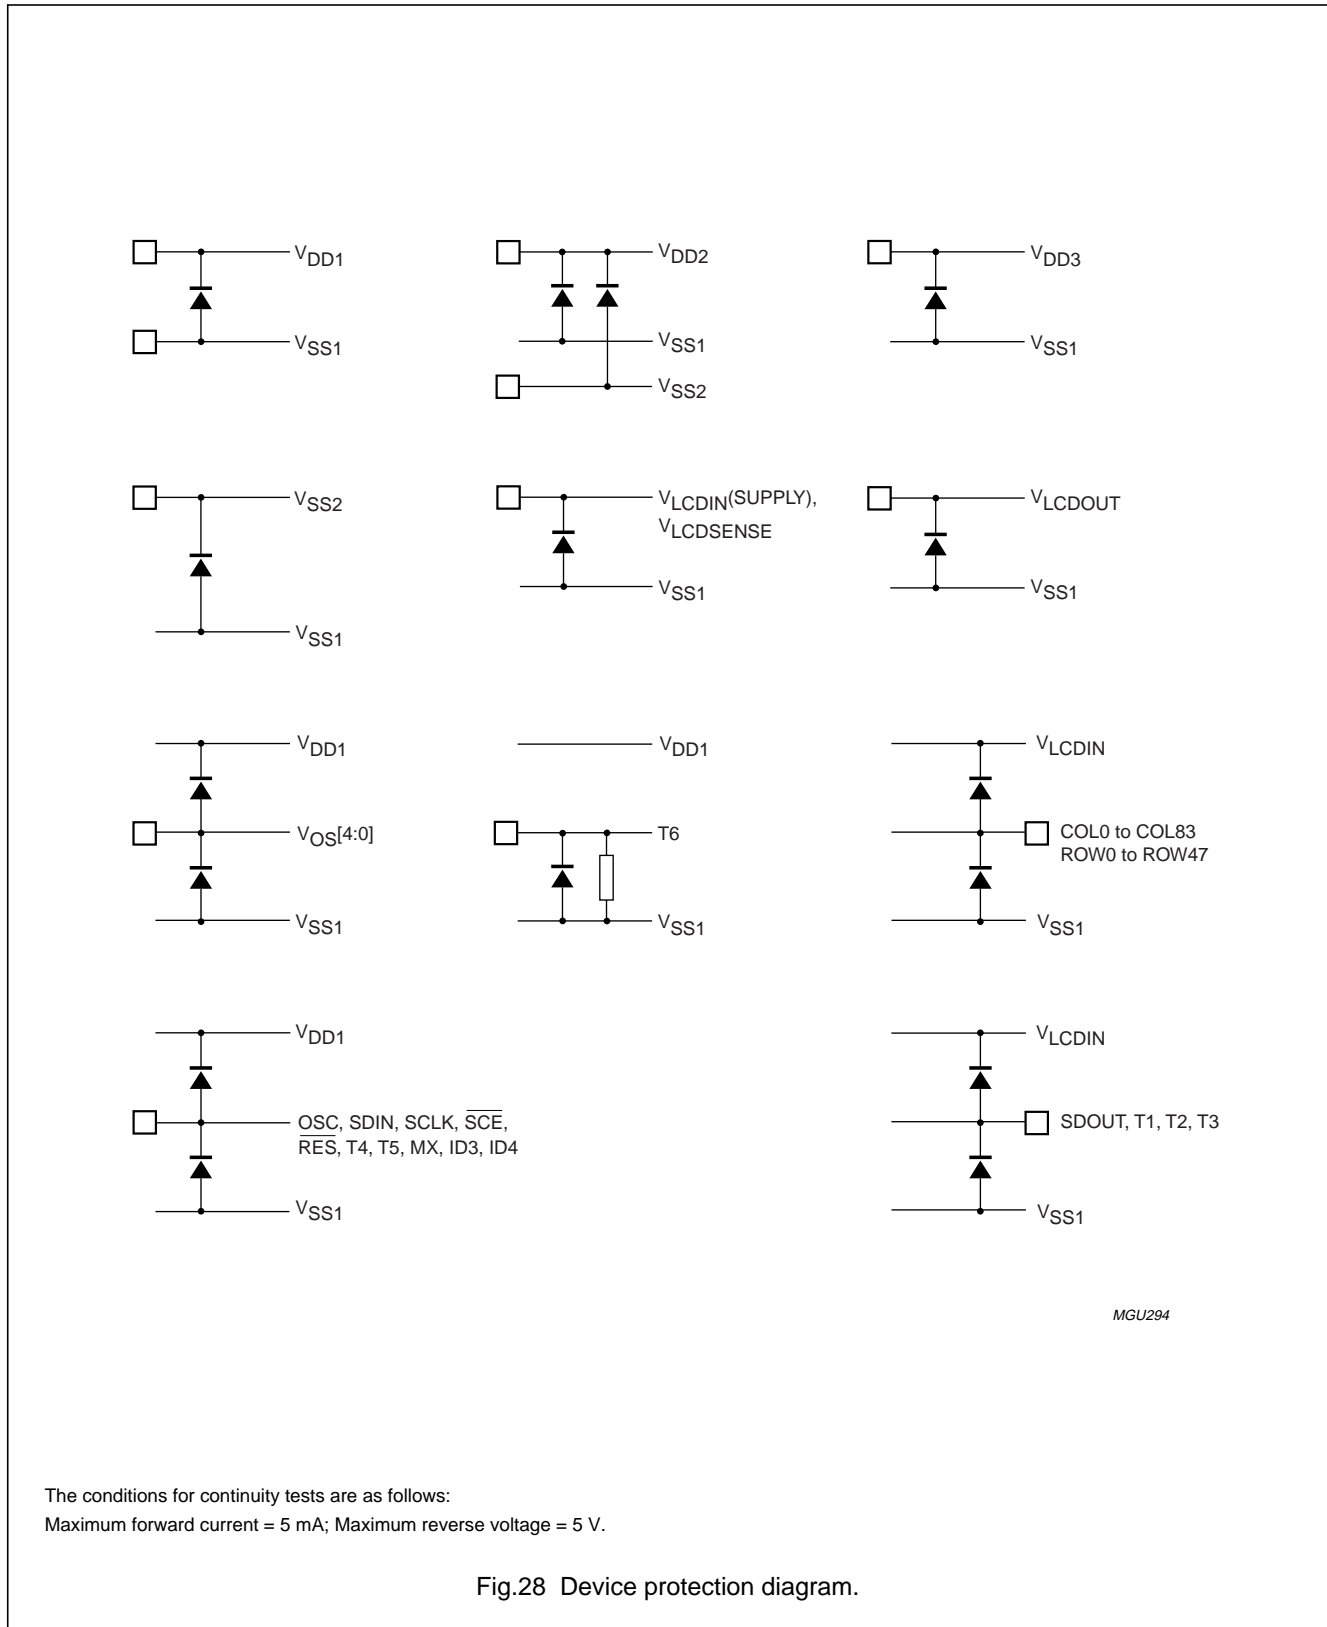 VDD1
VSS1
VDD2
VSS1
VSS2
VDD3
VSS1
VSS2
VSS1
VLCDIN(SUPPLY),
VLCDSENSE
VSS1
VLCDOUT
VSS1
VDD1
VOS[4:0]
VSS1
VDD1
T6
VSS1
VLCDIN
COL0 to COL83
ROW0 to ROW47
VSS1
VDD1
OSC, SDIN, SCLK, S̅C̅E̅,
R̅E̅S̅, T4, T5, MX, ID3, ID4
VSS1
VLCDIN
SDOUT, T1, T2, T3
VSS1
MGU294
The conditions for continuity tests are as follows:
Maximum forward current = 5 mA; Maximum reverse voltage = 5 V.
Fig.28 Device protection diagram.